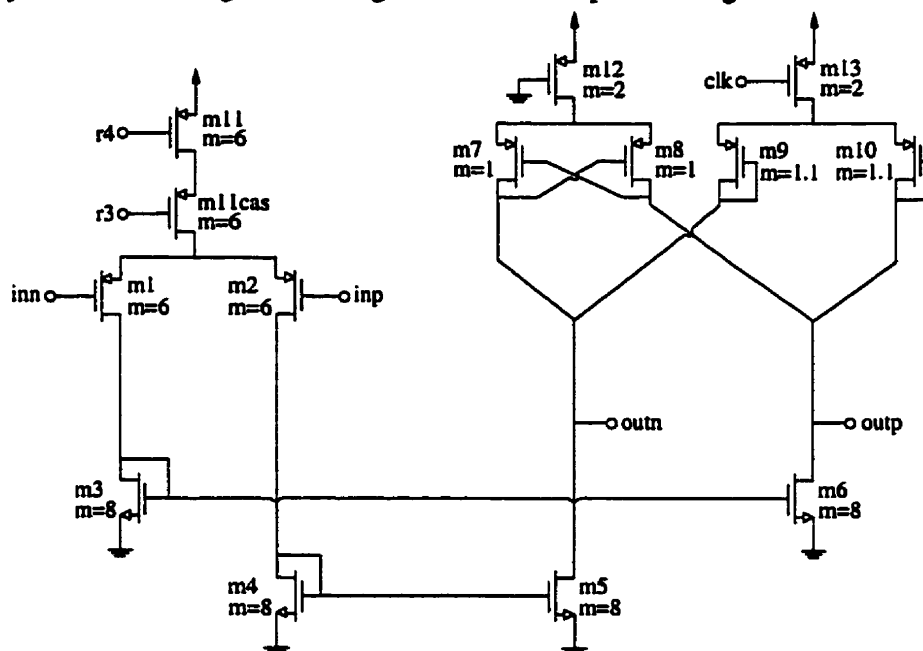 m12
m=2
clk
m13
m=2
r4
m11
m=6
m7
m=1
m8
m=1
m9
m=1.1
m10
m=1.1
r3
m11cas
m=6
inn
m1
m=6
m2
m=6
inp
outn
outp
m3
m=8
m6
m=8
m4
m=8
m5
m=8